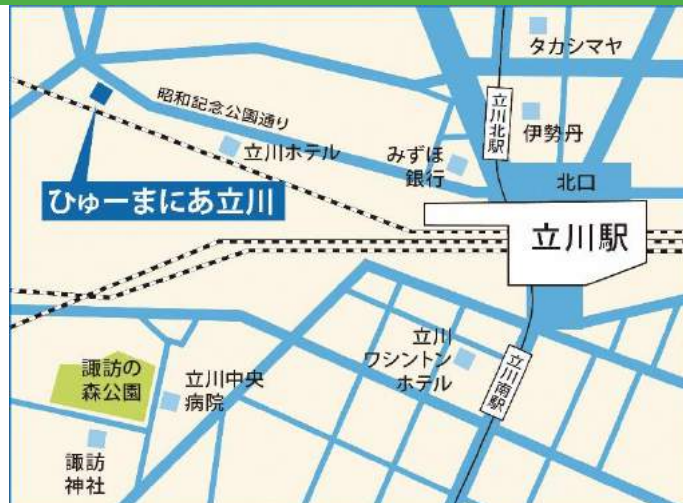 タカシマヤ
立川北駅
昭和記念公園通り
伊勢丹
立川ホテル
みずほ
銀行
北口
ひゅーまにあ立川
立川駅
立川
ワシントン
ホテル
立川南駅
諏訪の
森公園
立川中央
病院
諏訪
神社